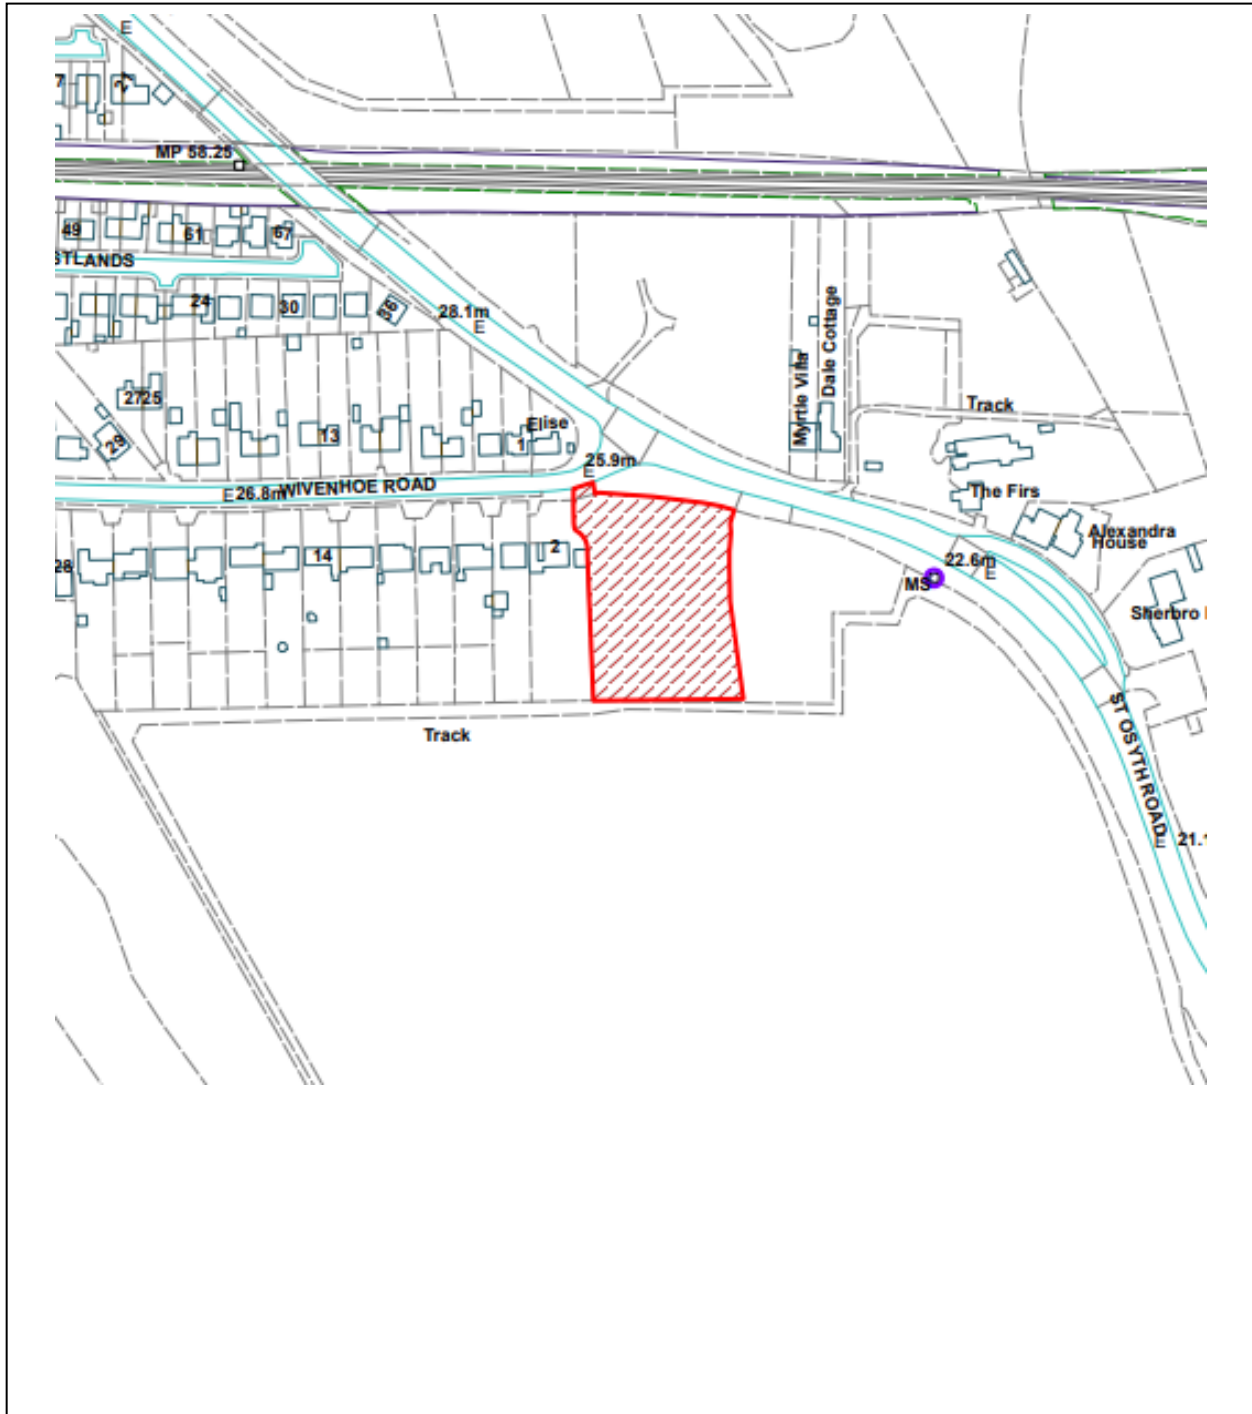 E
7
27
MP 58.25
49
61
67
STLANDS
24
30
36
28.1m
E
Myrtle Villa
Dale Cottage
Track
2725
29
13
1
Elise
25.9m
E
E 26.8m
WIVENHOE ROAD
The Firs
Alexandra
House
28
14
2
22.6m
E
MS
Sherbro
ST OSYTH ROAD
Track
E
21.1